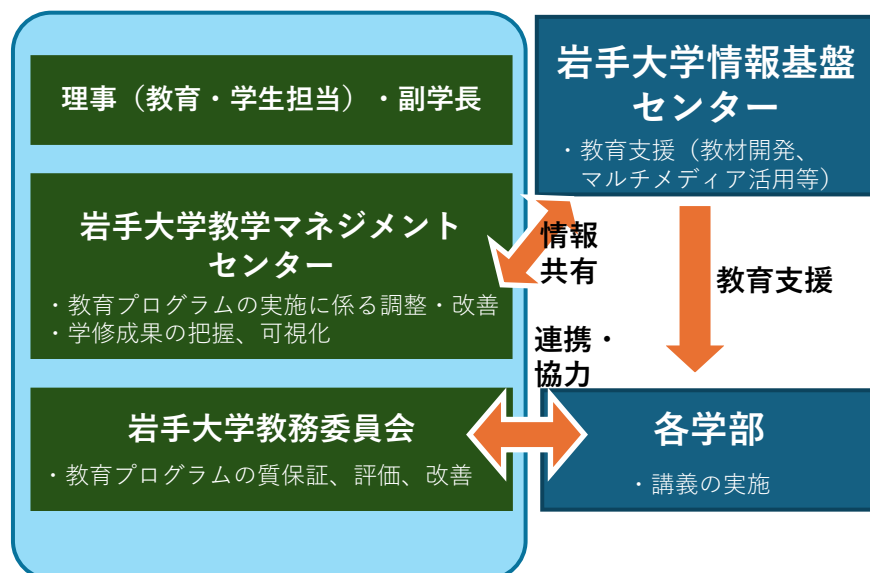 理事（教育・学生担当）・副学長
岩手大学教学マネジメント
センター
・教育プログラムの実施に係る調整・改善
・学修成果の把握、可視化
岩手大学教務委員会
・教育プログラムの質保証、評価、改善
岩手大学情報基盤
センター
・教育支援（教材開発、
マルチメディア活用等）
情報
共有
教育支援
連携・
協力
各学部
・講義の実施